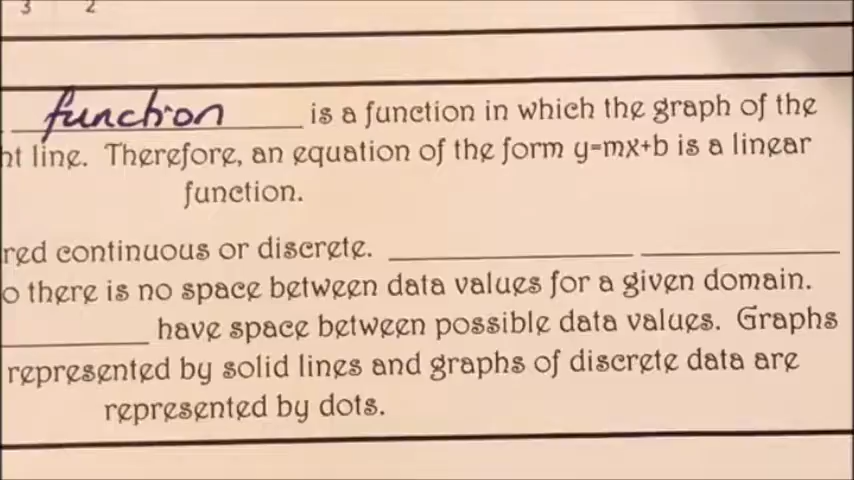 3 2
function is a function in which the graph of the
ht line. Therefore, an equation of the form y=mx+b is a linear
function.
red continuous or discrete.
o there is no space between data values for a given domain.
have space between possible data values. Graphs
represented by solid lines and graphs of discrete data are
represented by dots.